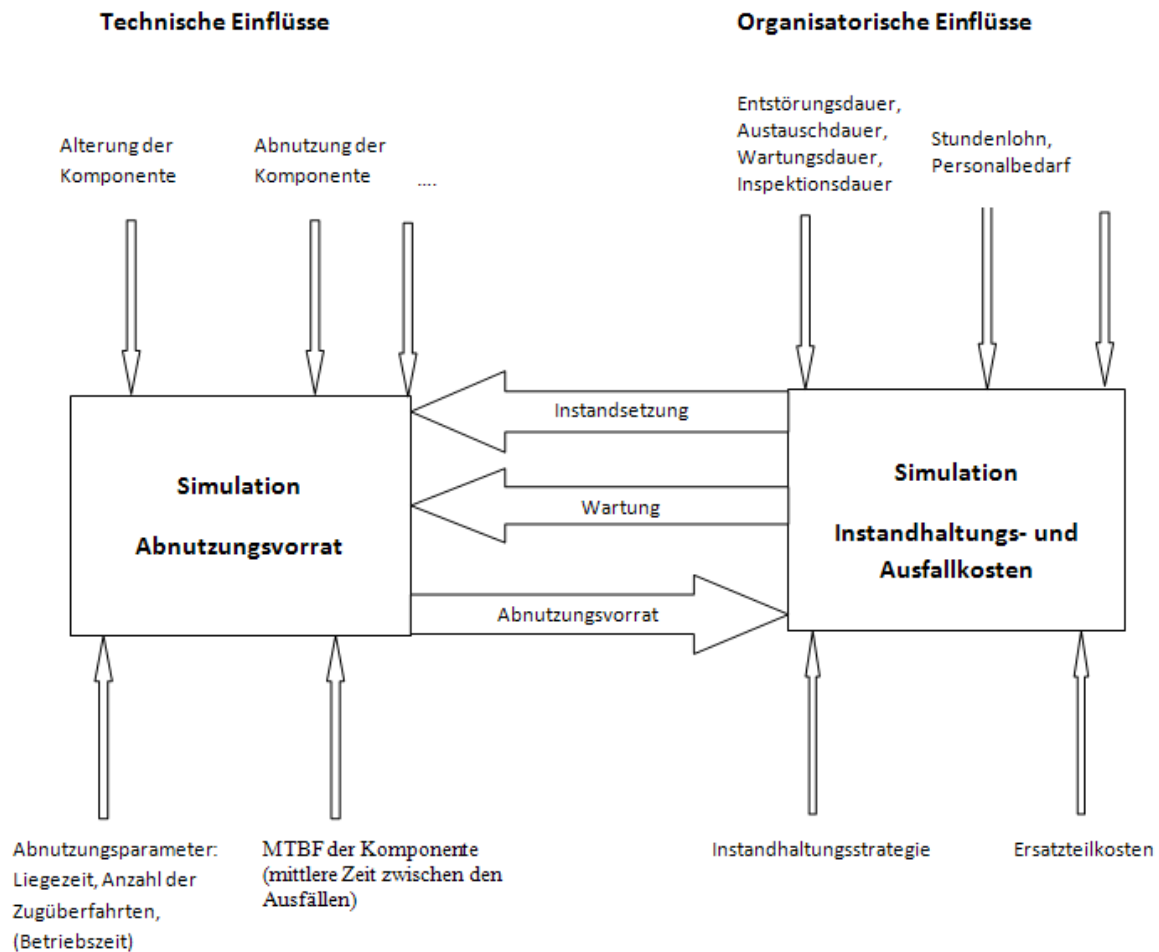 Technische Einflüsse
Organisatorische Einflüsse
Alterung der
Komponente
Abnutzung der
Komponente
....
Entstörungsdauer,
Austauschdauer,
Wartungsdauer,
Inspektionsdauer
Stundenlohn,
Personalbedarf
Simulation
Abnutzungsvorrat
Instandsetzung
Wartung
Abnutzungsvorrat
Simulation
Instandhaltungs- und
Ausfallkosten
Abnutzungsparameter:
Liegezeit, Anzahl der
Zugüberfahrten,
(Betriebszeit)
MTBF der Komponente
(mittlere Zeit zwischen den
Ausfällen)
Instandhaltungsstrategie
Ersatzteilkosten